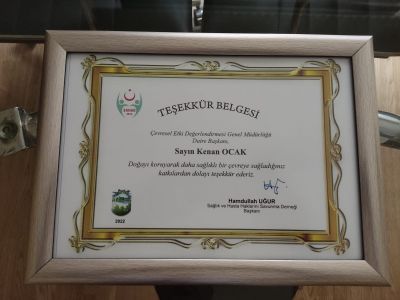 TEŞEKKÜR BELGESİ
Çevresel Etki Değerlendirmesi Genel Müdürlüğü
Daire Başkanı,
Sayın Kenan OCAK
Doğayı koruyarak daha sağlıklı bir çevreye sağladığınız
katkılardan dolayı teşekkür ederiz.
Hamdullah UĞUR
Sağlık ve Hasta Haklarını Savunma Derneği
Başkanı
2022